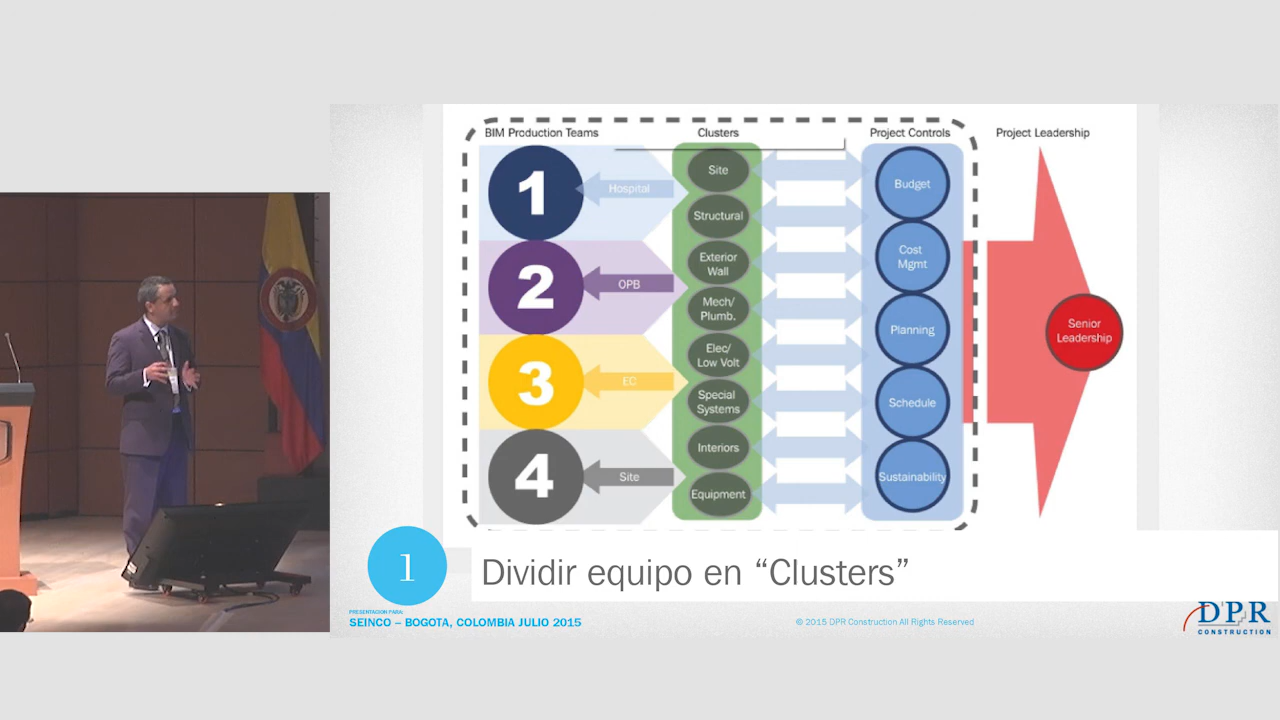 BIM Production Teams
Clusters
Project Controls
Project Leadership
1
Hospital
2
OPB
3
EC
4
Site
Site
Structural
Exterior
Wall
Mech/
Plumb.
Elec/
Low Volt
Special
Systems
Interiors
Equipment
Budget
Cost
Mgmt
Planning
Schedule
Sustainability
Senior
Leadership
1
Dividir equipo en “Clusters”
PRESENTACION PARA:
SEINCO – BOGOTA, COLOMBIA JULIO 2015
© 2015 DPR Construction All Rights Reserved
DPR
CONSTRUCTION